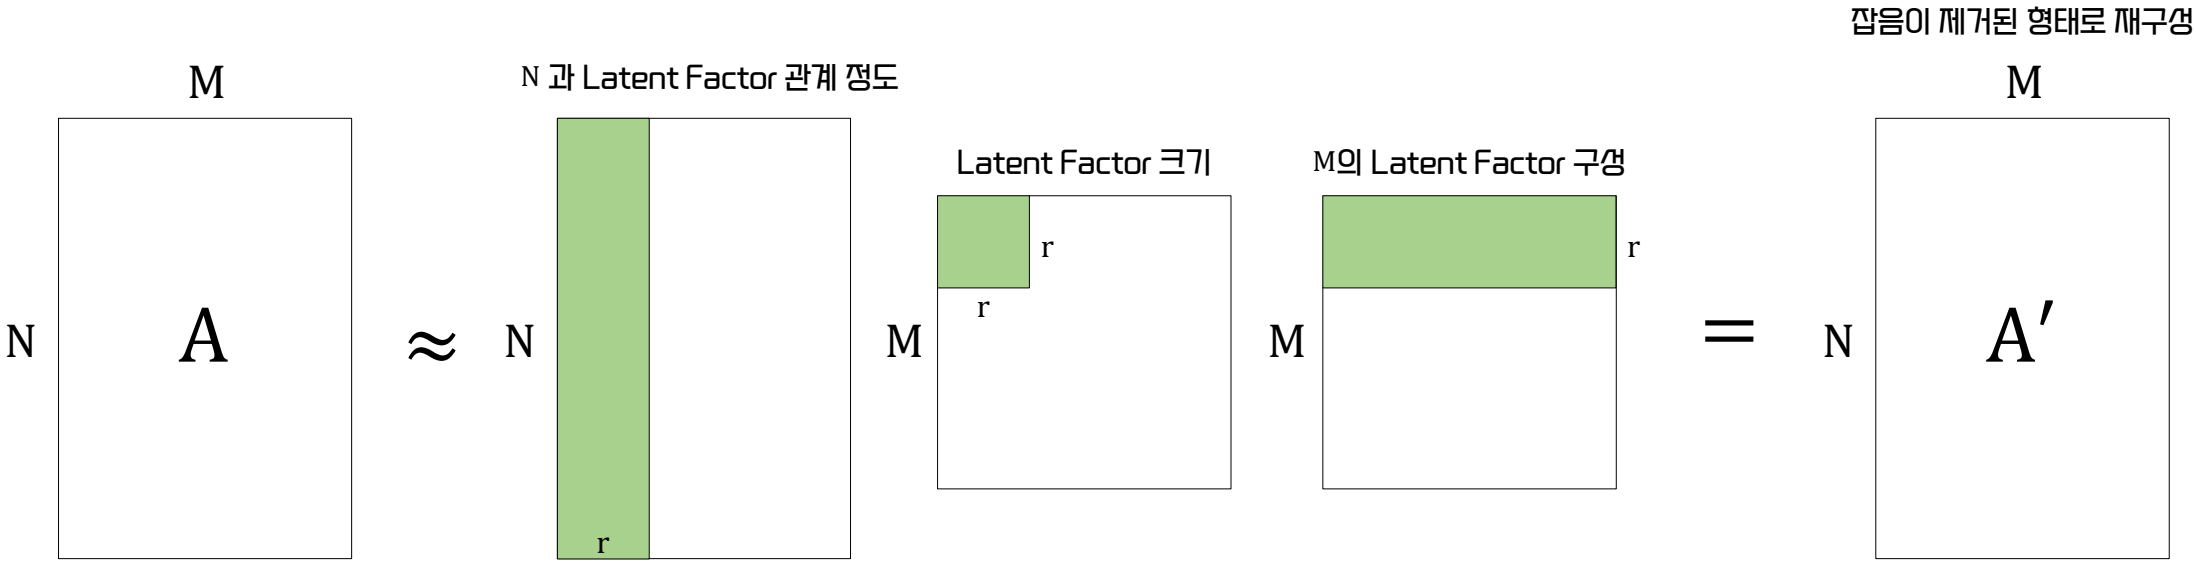 잡음이 제거된 형태로 재구성
M
N 과 Latent Factor 관계 정도
M
Latent Factor 크기
M의 Latent Factor 구성
r
r
r
N
A
≈
N
M
M
=
N
A′
r